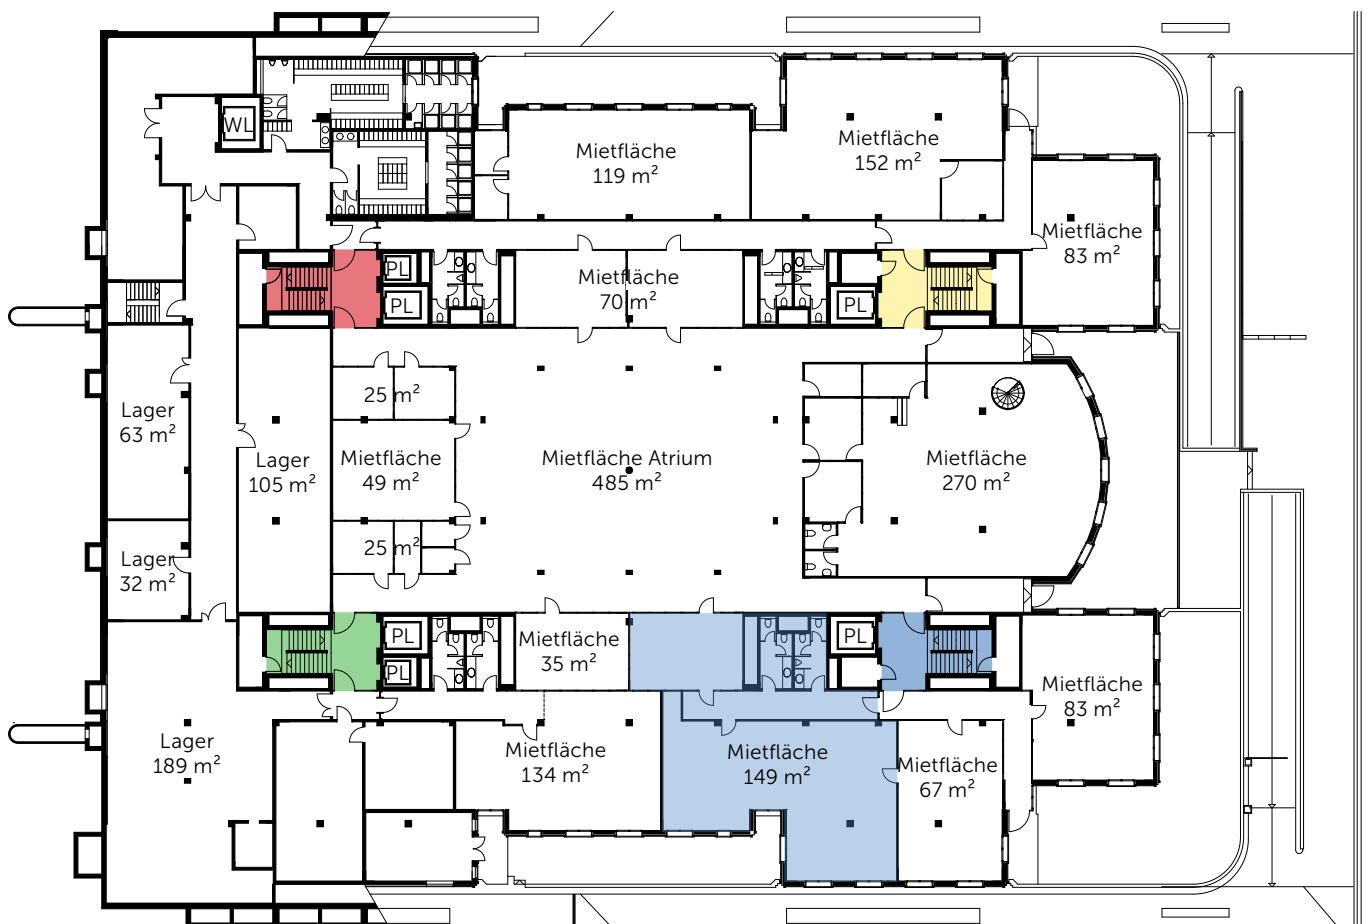 WL
Mietfläche
119 m²
Mietfläche
152 m²
Mietfläche
83 m²
PL
PL
Mietfläche
70 m²
PL
Lager
63 m²
25 m²
Lager
105 m²
Mietfläche
49 m²
Mietfläche Atrium
485 m²
Mietfläche
270 m²
25 m²
Lager
32 m²
PL
PL
Mietfläche
35 m²
PL
Mietfläche
83 m²
Lager
189 m²
Mietfläche
134 m²
Mietfläche
149 m²
Mietfläche
67 m²